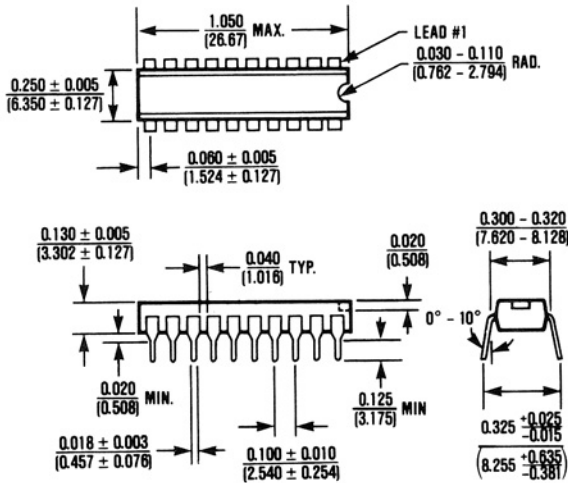 1.050
(26.67) MAX.
LEAD #1
0.030 - 0.110
(0.762 - 2.794) RAD.
0.250 ± 0.005
(6.350 ± 0.127)
0.060 ± 0.005
(1.524 ± 0.127)
0.130 ± 0.005
(3.302 ± 0.127)
0.040
(1.016) TYP.
0.020
(0.508)
0.300 - 0.320
(7.620 - 8.128)
0° - 10°
0.020
(0.508) MIN.
0.125
(3.175) MIN
0.018 ± 0.003
(0.457 ± 0.076)
0.100 ± 0.010
(2.540 ± 0.254)
0.325 +0.025
-0.015
(8.255 +0.635
-0.381)